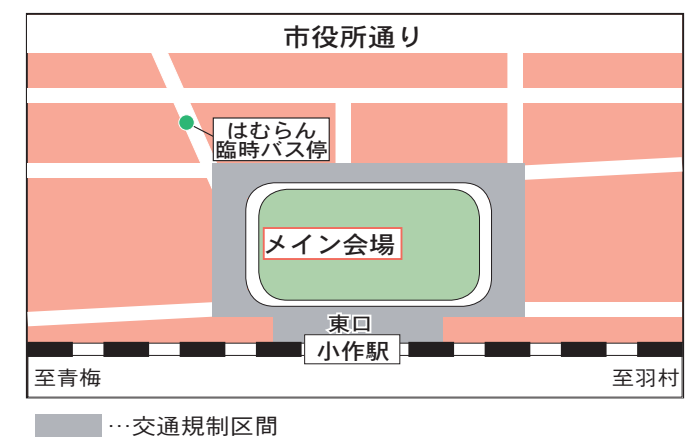 市役所通り
はむらん
臨時バス停
メイン会場
東口
小作駅
至青梅
至羽村
…交通規制区間